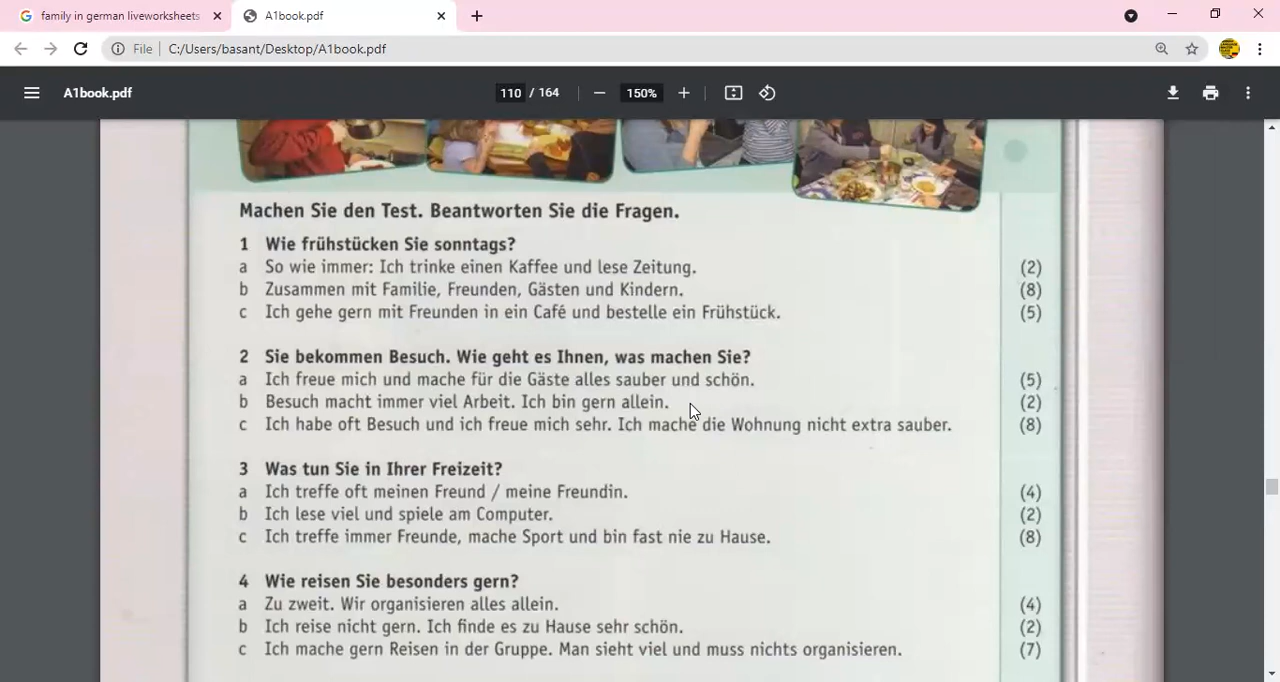 family in german liveworksheets
A1book.pdf
File
C:/Users/basant/Desktop/A1book.pdf
A1book.pdf
110 / 164
150%
Machen Sie den Test. Beantworten Sie die Fragen.
1 Wie frühstücken Sie sonntags?
a So wie immer: Ich trinke einen Kaffee und lese Zeitung. (2)
b Zusammen mit Familie, Freunden, Gästen und Kindern. (8)
c Ich gehe gern mit Freunden in ein Café und bestelle ein Frühstück. (5)
2 Sie bekommen Besuch. Wie geht es Ihnen, was machen Sie?
a Ich freue mich und mache für die Gäste alles sauber und schön. (5)
b Besuch macht immer viel Arbeit. Ich bin gern allein. (2)
c Ich habe oft Besuch und ich freue mich sehr. Ich mache die Wohnung nicht extra sauber. (8)
3 Was tun Sie in Ihrer Freizeit?
a Ich treffe oft meinen Freund / meine Freundin. (4)
b Ich lese viel und spiele am Computer. (2)
c Ich treffe immer Freunde, mache Sport und bin fast nie zu Hause. (8)
4 Wie reisen Sie besonders gern?
a Zu zweit. Wir organisieren alles allein. (4)
b Ich reise nicht gern. Ich finde es zu Hause sehr schön. (2)
c Ich mache gern Reisen in der Gruppe. Man sieht viel und muss nichts organisieren. (7)